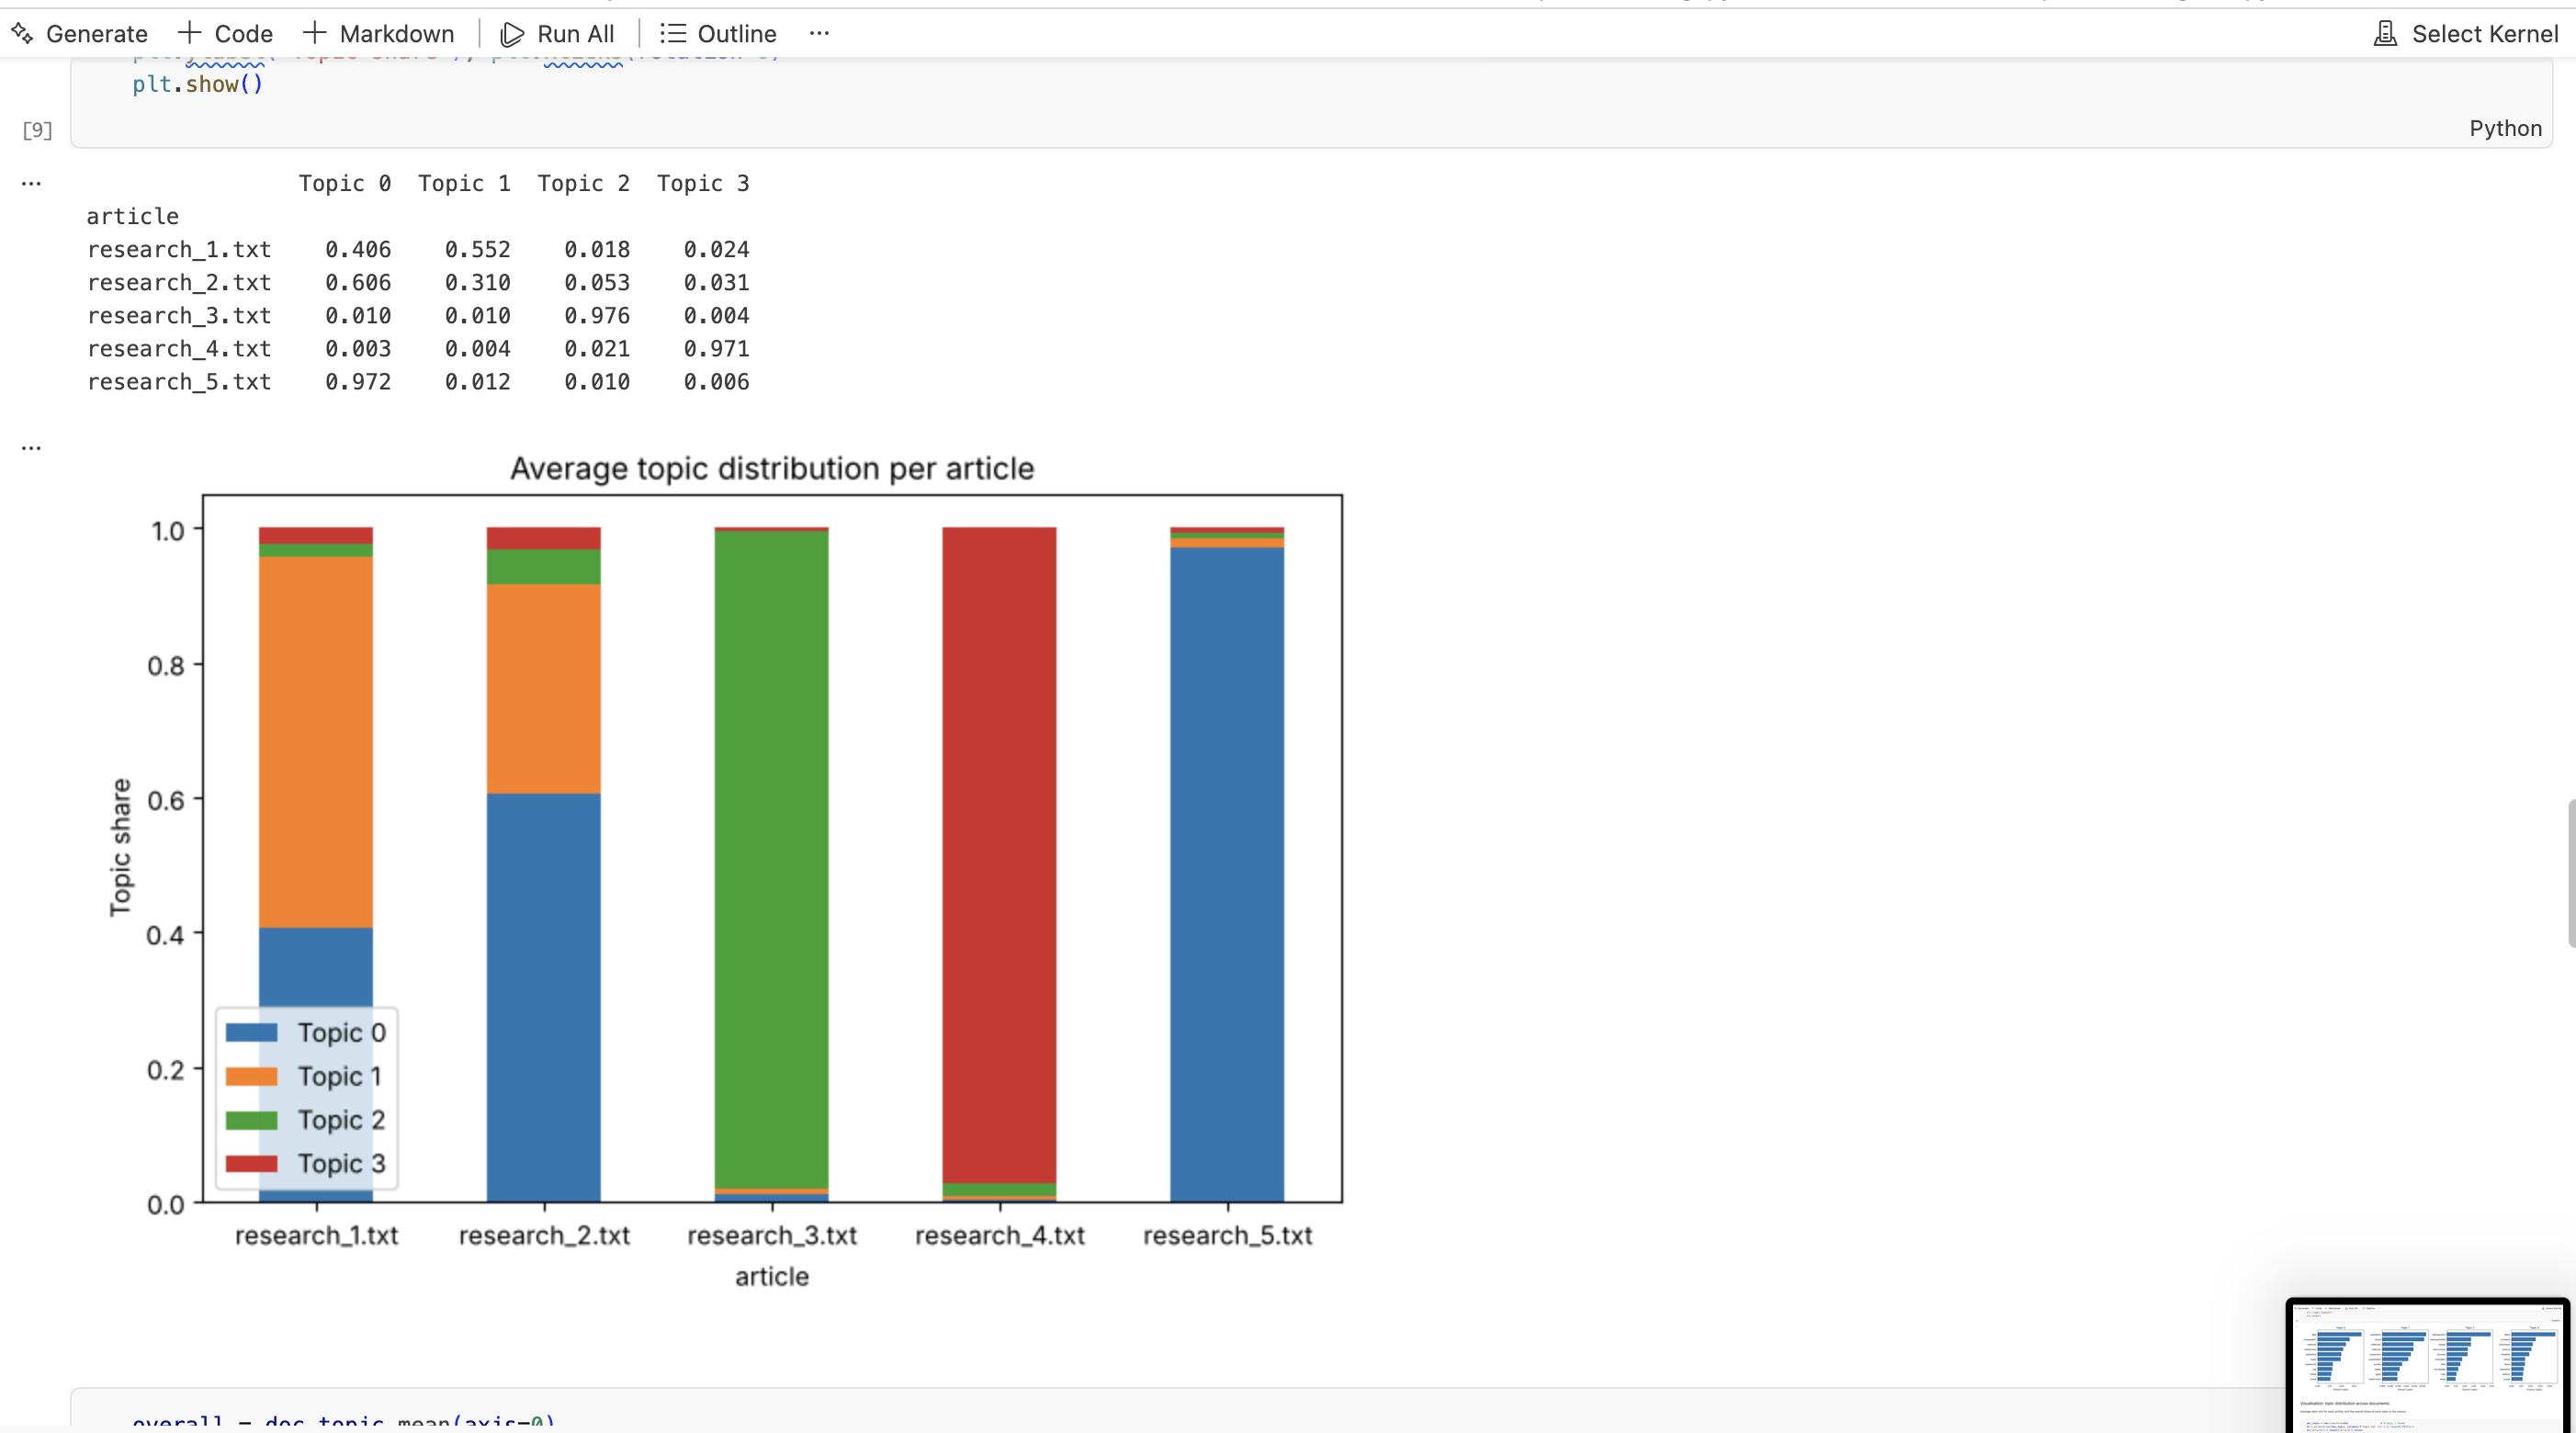 Generate Code Markdown Run All Outline ... Select Kernel
plt.show()
[9]
Python
... Topic 0 Topic 1 Topic 2 Topic 3
article
research_1.txt 0.406 0.552 0.018 0.024
research_2.txt 0.606 0.310 0.053 0.031
research_3.txt 0.010 0.010 0.976 0.004
research_4.txt 0.003 0.004 0.021 0.971
research_5.txt 0.972 0.012 0.010 0.006
...
Average topic distribution per article
1.0
0.8
0.6
0.4
0.2
0.0
Topic share
Topic 0
Topic 1
Topic 2
Topic 3
research_1.txt research_2.txt research_3.txt research_4.txt research_5.txt
article
overall = doc_topic.mean(axis=0)